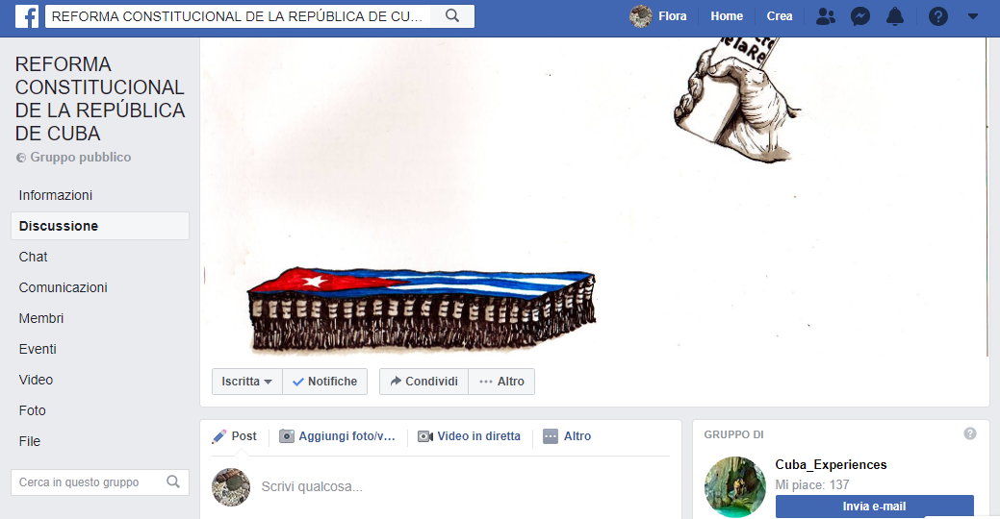 REFORMA CONSTITUCIONAL DE LA REPÚBLICA DE CU...
Flora
Home
Crea
REFORMA
CONSTITUCIONAL
DE LA REPÚBLICA
DE CUBA
Gruppo pubblico
Informazioni
Discussione
Chat
Comunicazioni
Membri
Eventi
Video
Foto
File
Cerca in questo gruppo
Iscritta
Notifiche
Condividi
Altro
Post
Aggiungi foto/v...
Video in diretta
Altro
Scrivi qualcosa...
GRUPPO DI
Cuba_Experiences
Mi piace: 137
Invia e-mail